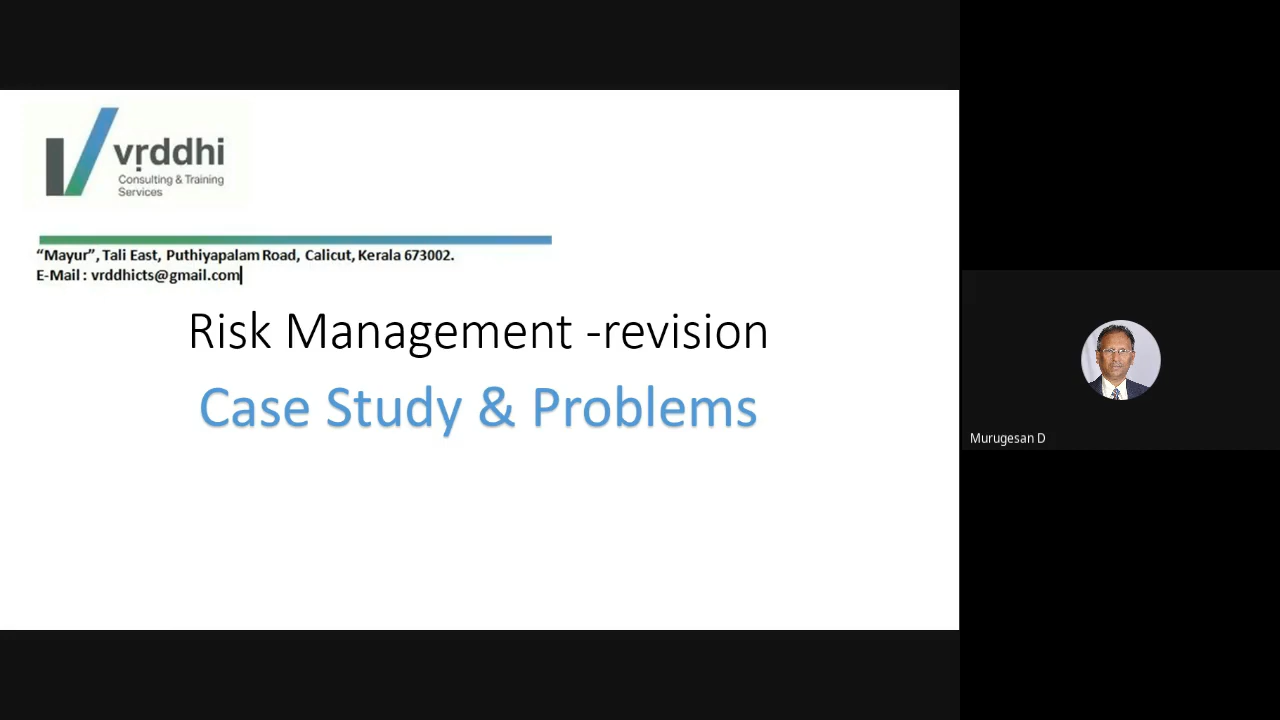 vṛddhi
Consulting & Training
Services
“Mayur”, Tali East, Puthiyapalam Road, Calicut, Kerala 673002.
E-Mail : vrddhicts@gmail.com
Risk Management -revision
Case Study & Problems
Murugesan D